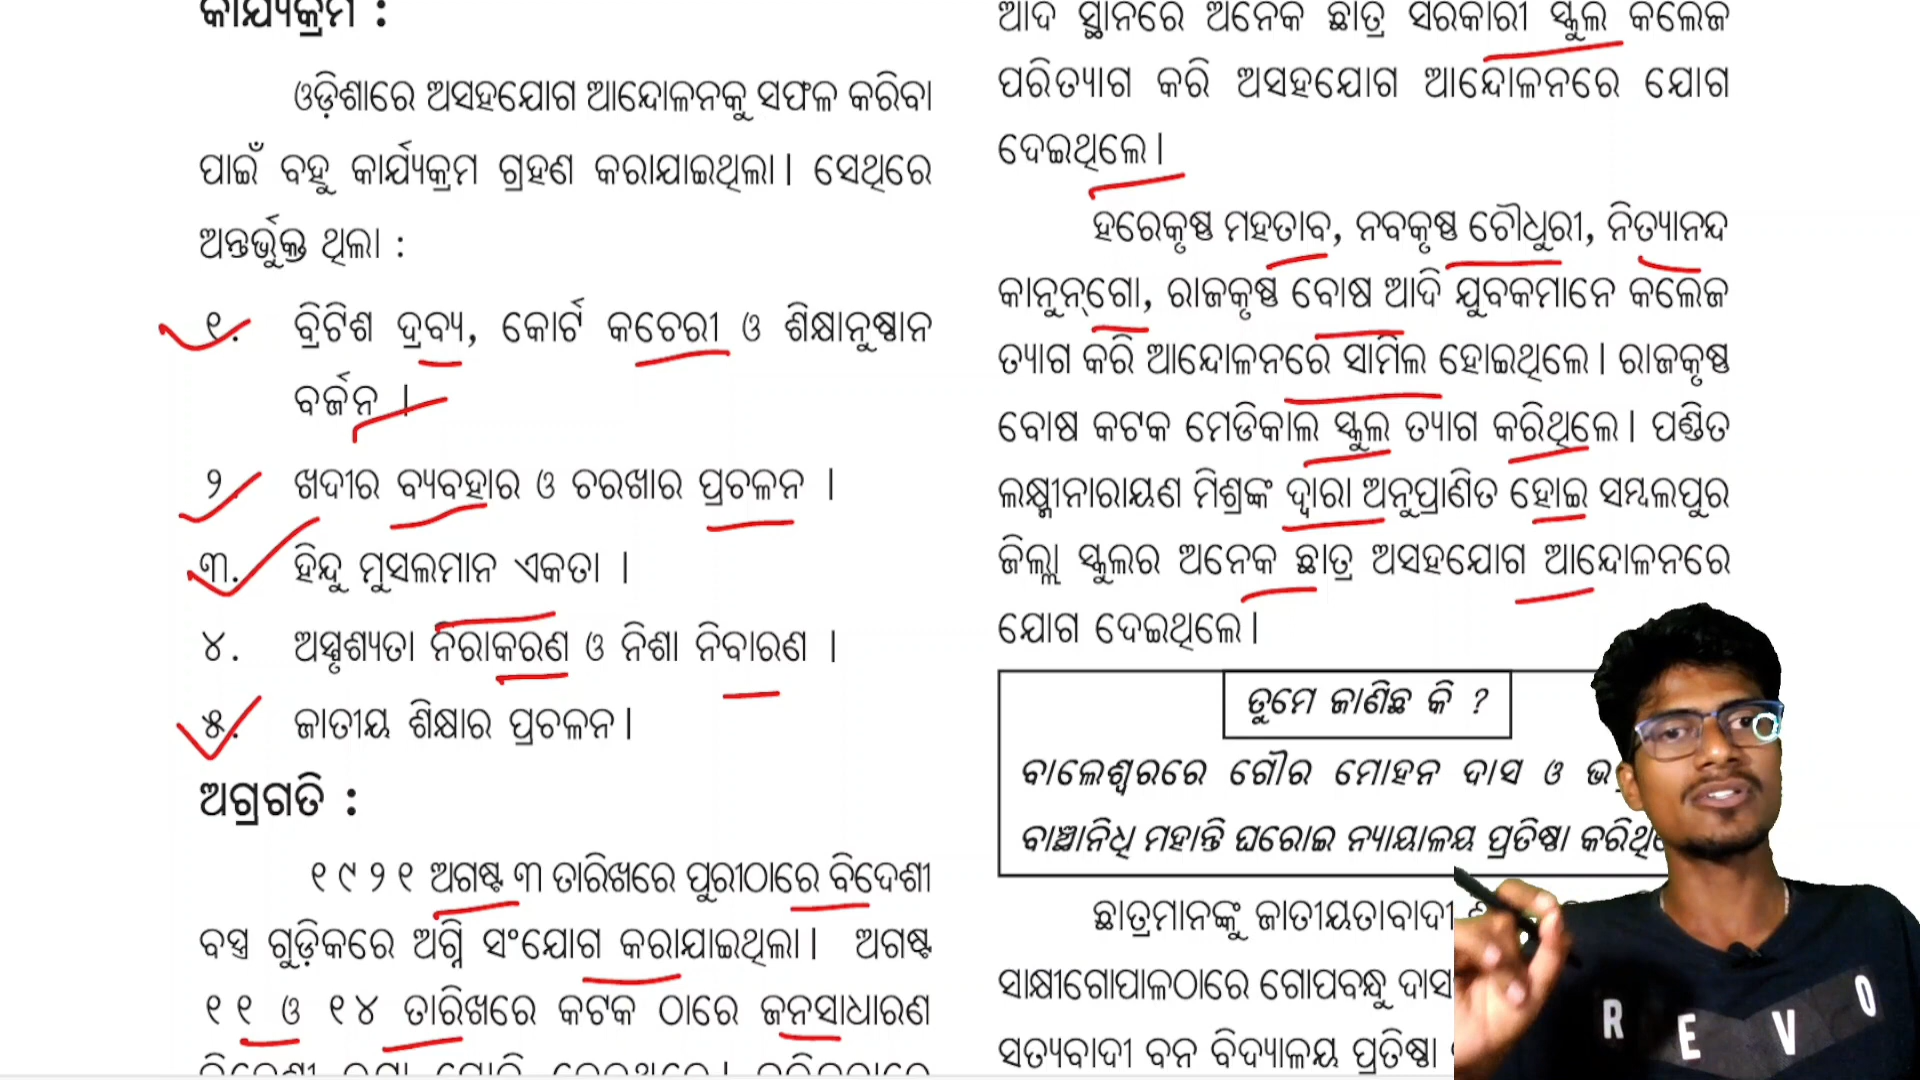 କାର୍ଯ୍ୟକ୍ରମ :
ଓଡ଼ିଶାରେ ଅସହଯୋଗ ଆନ୍ଦୋଳନକୁ ସଫଳ କରିବା
ପାଇଁ ବହୁ କାର୍ଯ୍ୟକ୍ରମ ଗ୍ରହଣ କରାଯାଇଥିଲା । ସେଥିରେ
ଅନ୍ତର୍ଭୁକ୍ତ ଥିଲା :
୧. ବ୍ରିଟିଶ ଦ୍ରବ୍ୟ, କୋର୍ଟ କଚେରୀ ଓ ଶିକ୍ଷାନୁଷ୍ଠାନ
ବର୍ଜନ ।
୨. ଖଦୀର ବ୍ୟବହାର ଓ ଚରଖାର ପ୍ରଚଳନ ।
୩. ହିନ୍ଦୁ ମୁସଲମାନ ଏକତା ।
୪. ଅସ୍ପୃଶ୍ୟତା ନିରାକରଣ ଓ ନିଶା ନିବାରଣ ।
୫. ଜାତୀୟ ଶିକ୍ଷାର ପ୍ରଚଳନ ।
ଅଗ୍ରଗତି :
୧୯୨୧ ଅଗଷ୍ଟ ୩ ତାରିଖରେ ପୁରୀଠାରେ ବିଦେଶୀ
ବସ୍ତ୍ର ଗୁଡ଼ିକରେ ଅଗ୍ନି ସଂଯୋଗ କରାଯାଇଥିଲା । ଅଗଷ୍ଟ
୧୧ ଓ ୧୪ ତାରିଖରେ କଟକ ଠାରେ ଜନସାଧାରଣ
ଆଦି ସ୍ଥାନରେ ଅନେକ ଛାତ୍ର ସରକାରୀ ସ୍କୁଲ କଲେଜ
ପରିତ୍ୟାଗ କରି ଅସହଯୋଗ ଆନ୍ଦୋଳନରେ ଯୋଗ
ଦେଇଥିଲେ ।
ହରେକୃଷ୍ଣ ମହତାବ, ନବକୃଷ୍ଣ ଚୌଧୁରୀ, ନିତ୍ୟାନନ୍ଦ
କାନୁନ୍‌ଗୋ, ରାଜକୃଷ୍ଣ ବୋଷ ଆଦି ଯୁବକମାନେ କଲେଜ
ତ୍ୟାଗ କରି ଆନ୍ଦୋଳନରେ ସାମିଲ ହୋଇଥିଲେ । ରାଜକୃଷ୍ଣ
ବୋଷ କଟକ ମେଡିକାଲ ସ୍କୁଲ ତ୍ୟାଗ କରିଥିଲେ । ପଣ୍ଡିତ
ଲକ୍ଷ୍ମୀନାରାୟଣ ମିଶ୍ରଙ୍କ ଦ୍ୱାରା ଅନୁପ୍ରାଣିତ ହୋଇ ସମ୍ବଲପୁର
ଜିଲ୍ଲା ସ୍କୁଲର ଅନେକ ଛାତ୍ର ଅସହଯୋଗ ଆନ୍ଦୋଳନରେ
ଯୋଗ ଦେଇଥିଲେ ।
ତୁମେ ଜାଣିଛ କି ?
ବାଲେଶ୍ୱରରେ ଗୌର ମୋହନ ଦାସ ଓ
ବାଞ୍ଛାନିଧି ମହାନ୍ତି ଘରୋଇ ନ୍ୟାୟାଳୟ ପ୍ରତିଷ୍ଠା
ଛାତ୍ରମାନଙ୍କୁ ଜାତୀୟତାବାଦୀ
ସାକ୍ଷୀଗୋପାଳଠାରେ ଗୋପବନ୍ଧୁ ଦାସ
ସତ୍ୟବାଦୀ ବନ ବିଦ୍ୟାଳୟ ପ୍ରତିଷ୍ଠା
REVO